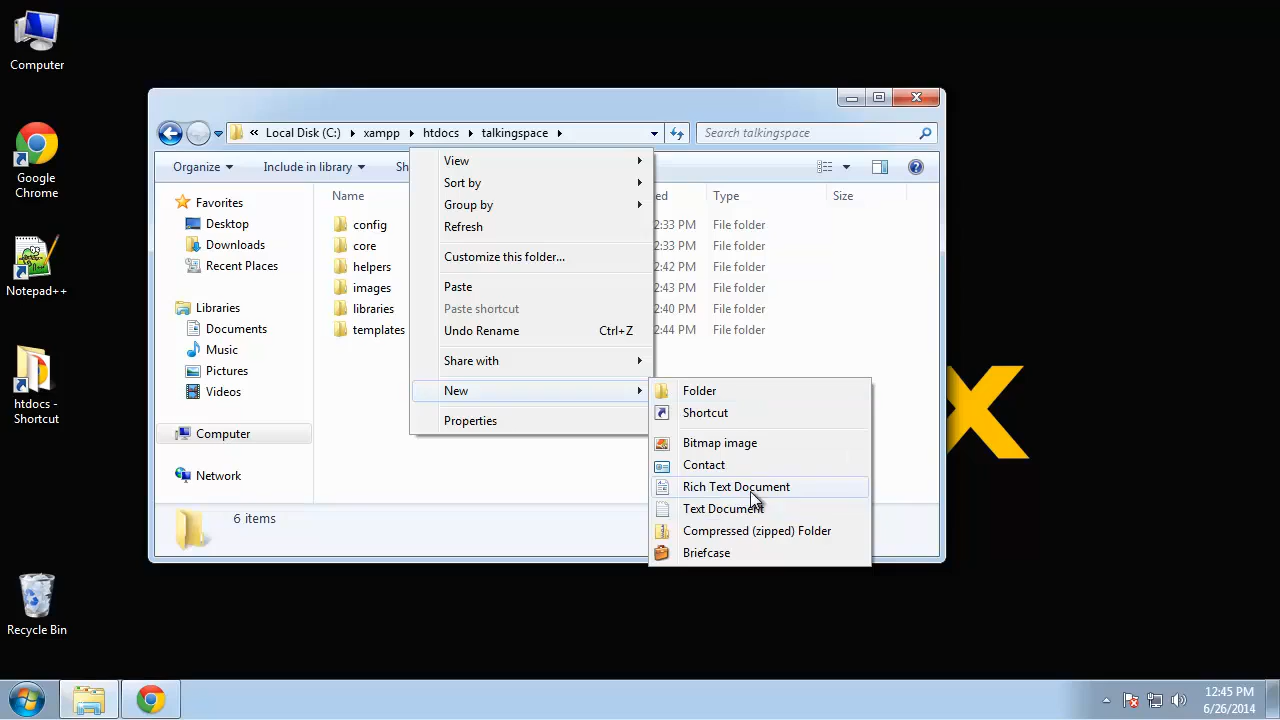 Computer
Google
Chrome
Notepad++
htdocs -
Shortcut
Recycle Bin
« Local Disk (C:) xampp htdocs talkingspace
Search talkingspace
Organize
Include in library
Sh
Favorites
Desktop
Downloads
Recent Places
Libraries
Documents
Music
Pictures
Videos
Computer
Network
Name
ed
Type
Size
config
2:33 PM
File folder
core
2:33 PM
File folder
helpers
2:42 PM
File folder
images
2:43 PM
File folder
libraries
2:40 PM
File folder
templates
2:44 PM
File folder
6 items
View
Sort by
Group by
Refresh
Customize this folder...
Paste
Paste shortcut
Undo Rename Ctrl+Z
Share with
New
Properties
Folder
Shortcut
Bitmap image
Contact
Rich Text Document
Text Document
Compressed (zipped) Folder
Briefcase
X
12:45 PM
6/26/2014